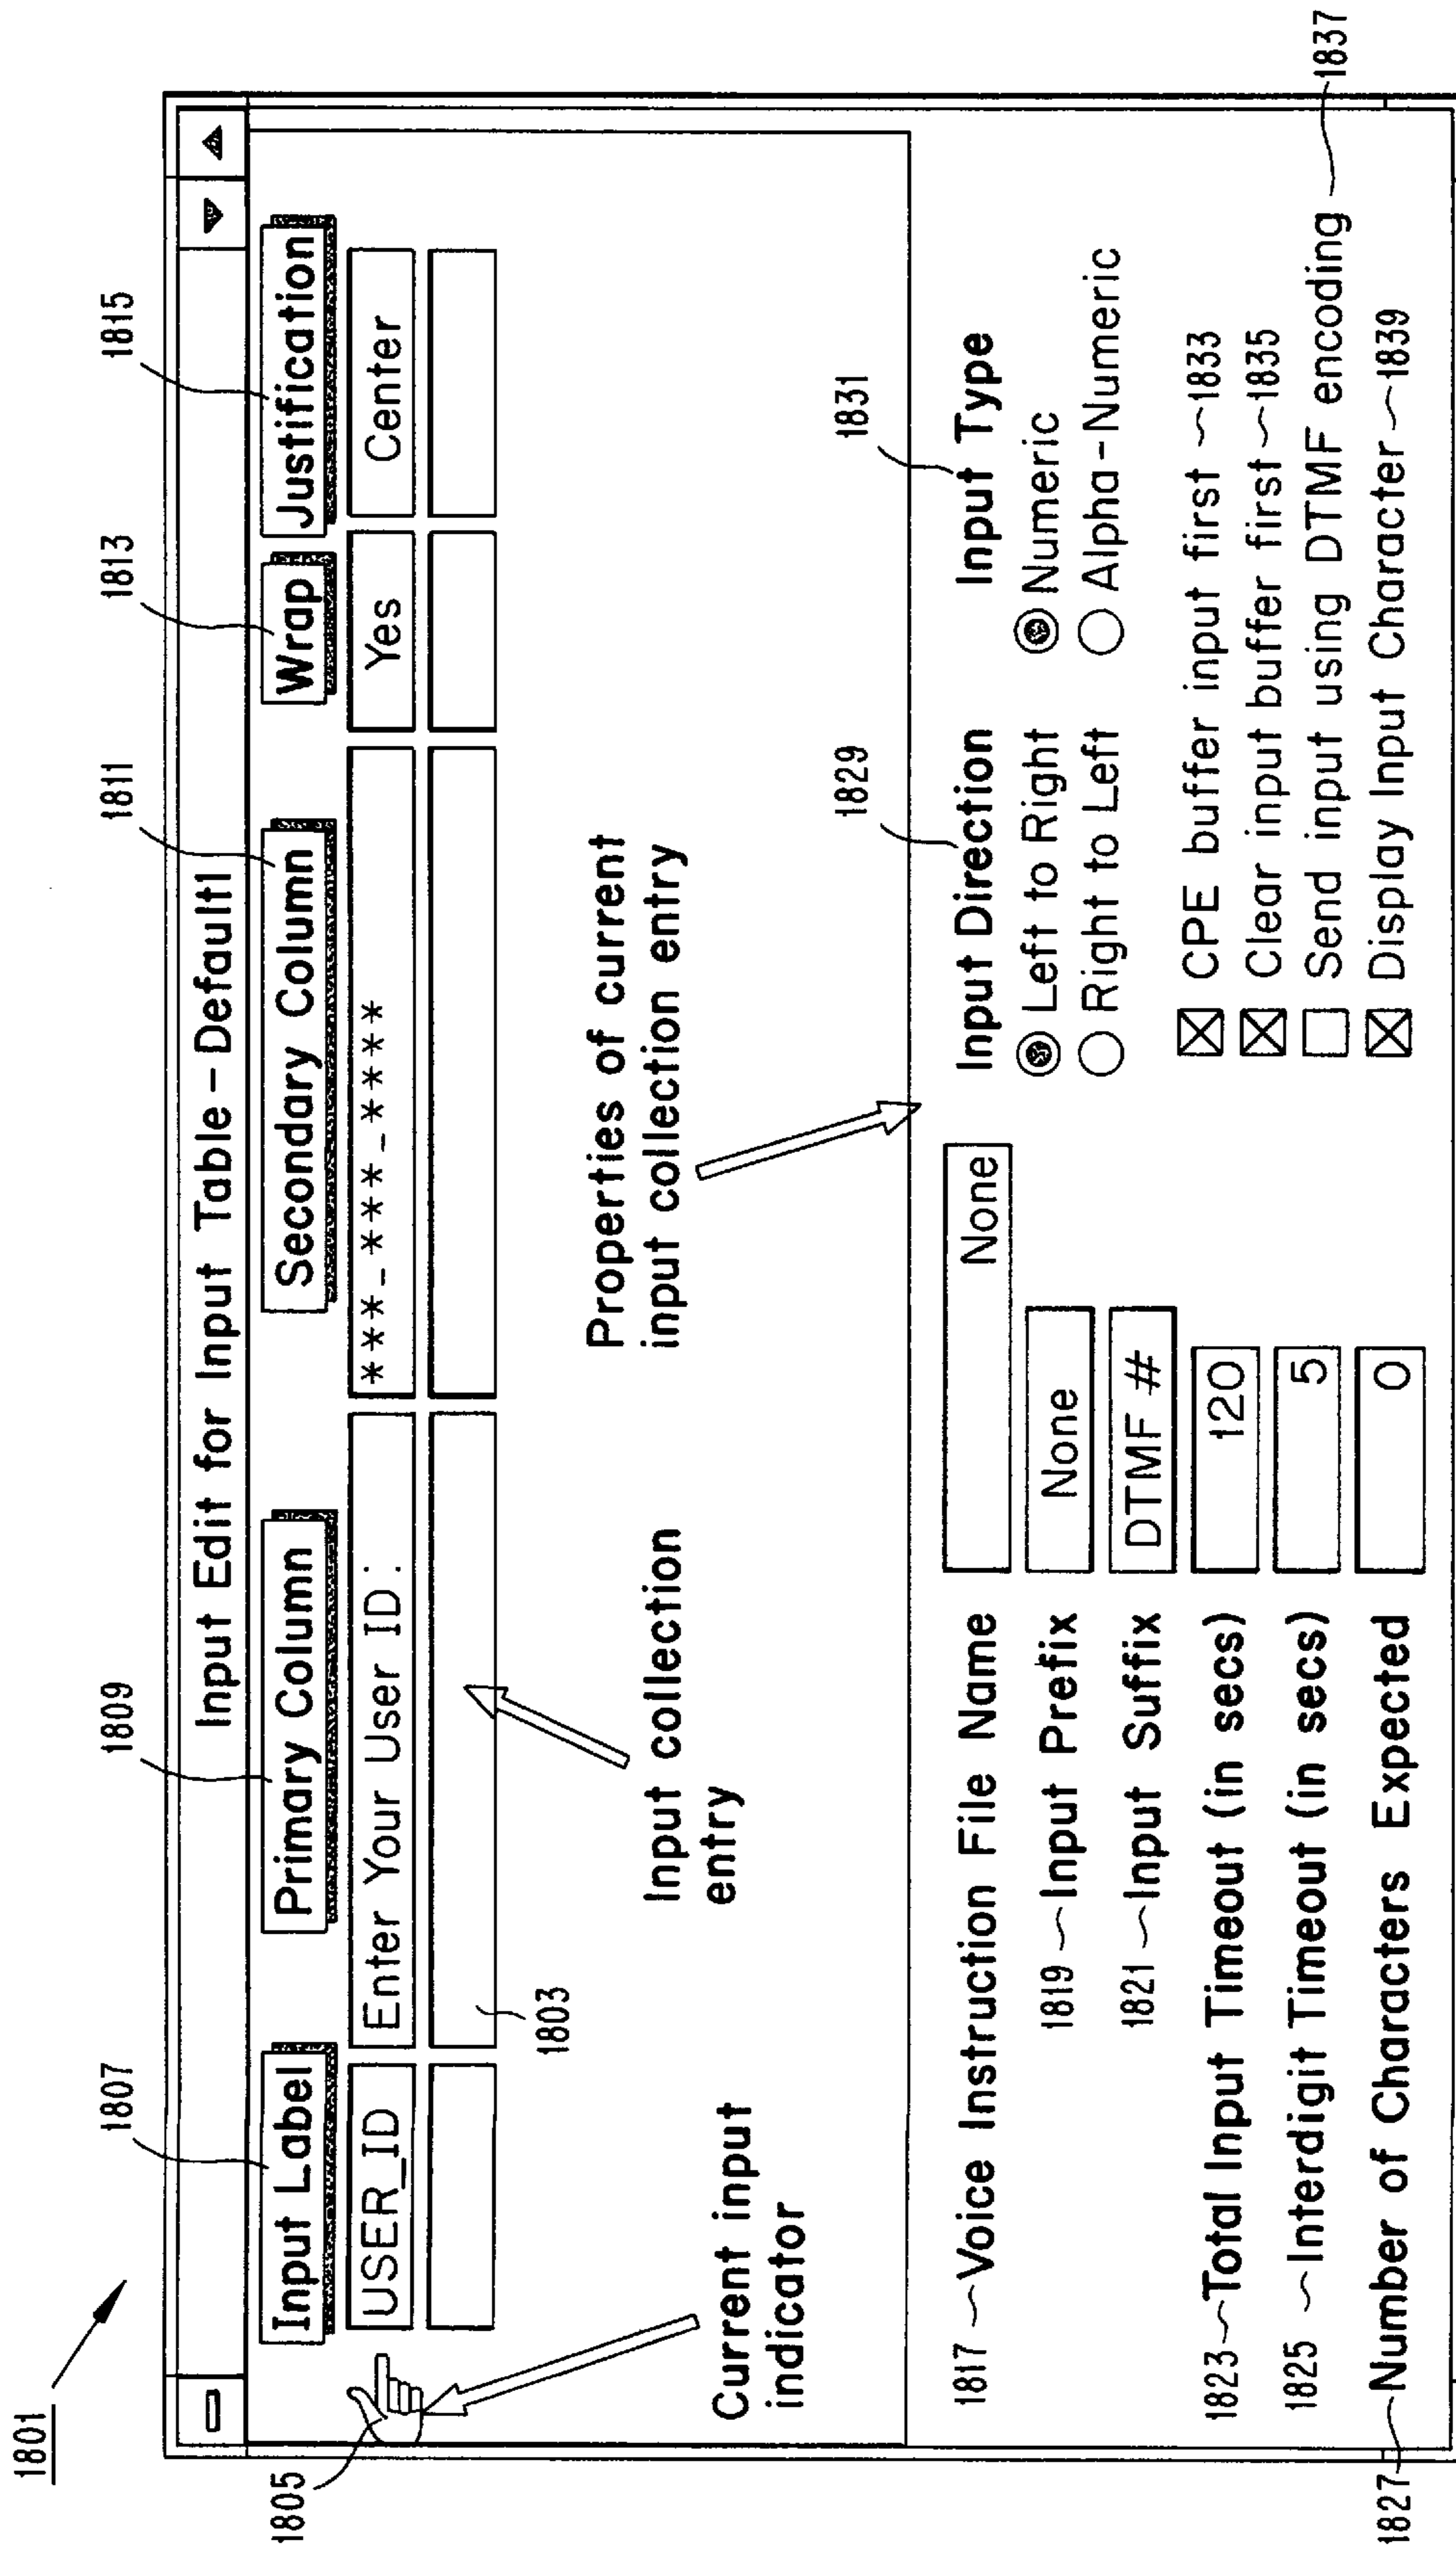 1801
Input Edit for Input Table-Default1
1807
1809
1811
1813
1815
Input Label
Primary Column
Secondary Column
Wrap
Justification
1805
USER_ID
Enter Your User ID:
***-***-****
Yes
Center
1803
Current input
indicator
Input collection
entry
Properties of current
input collection entry
1817 Voice Instruction File Name
None
1819 Input Prefix
None
1821 Input Suffix
DTMF #
1823 Total Input Timeout (in secs)
120
1825 Interdigit Timeout (in secs)
5
1827 Number of Characters Expected
0
1829
Input Direction
Left to Right
Right to Left
1831
Input Type
Numeric
Alpha-Numeric
CPE buffer input first 1833
Clear input buffer first 1835
Send input using DTMF encoding 1837
Display Input Character 1839